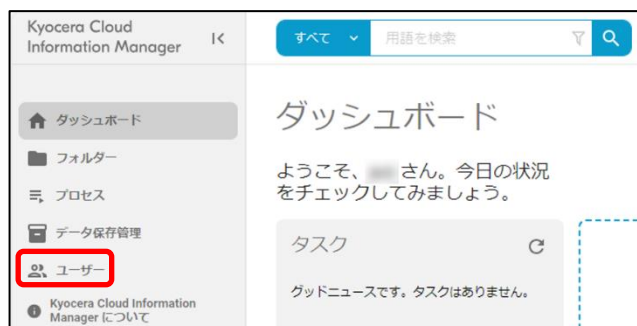 Kyocera Cloud
Information Manager
すべて
用語を検索
ダッシュボード
フォルダー
プロセス
データ保存管理
ユーザー
Kyocera Cloud Information
Manager について
ダッシュボード
ようこそ、 さん。今日の状況
をチェックしてみましょう。
タスク
グッドニュースです。タスクはありません。